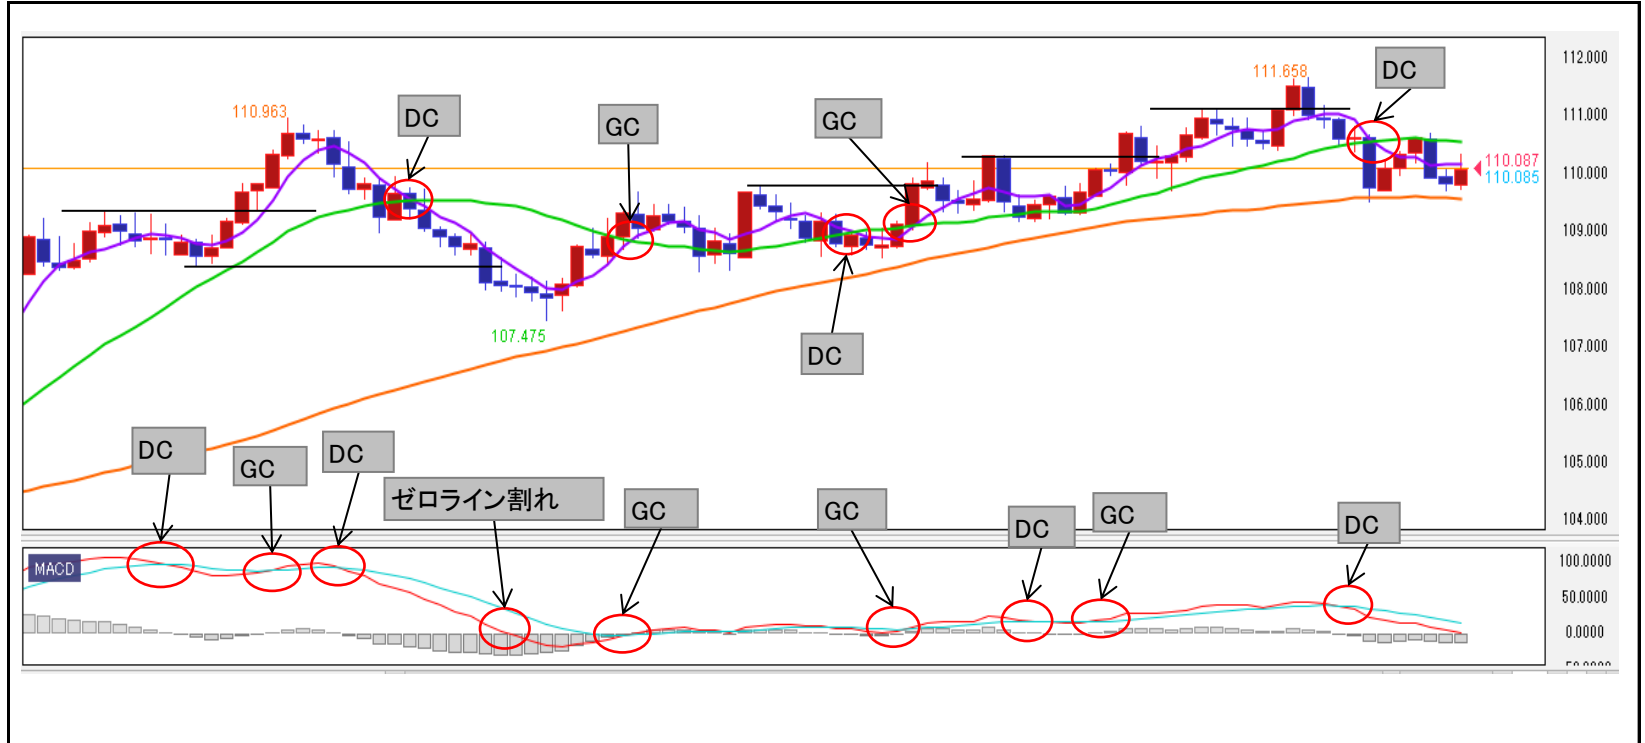 112.000
111.658
DC
111.000
110.963
DC
GC
GC
110.087
110.085
110.000
109.000
108.000
107.475
107.000
DC
106.000
105.000
DC
GC
DC
ゼロライン割れ
GC
GC
DC
GC
DC
104.000
MACD
100.0000
50.0000
0.0000